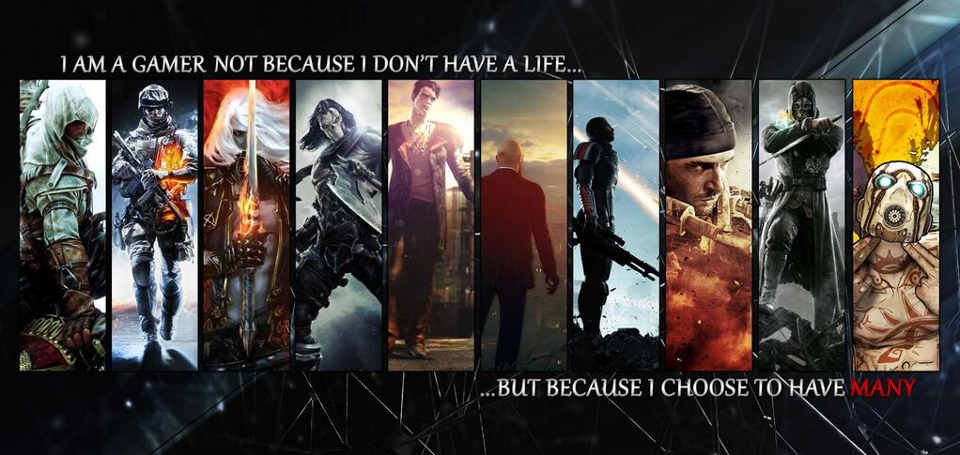 I AM A GAMER NOT BECAUSE I DON'T HAVE A LIFE...
...BUT BECAUSE I CHOOSE TO HAVE MANY